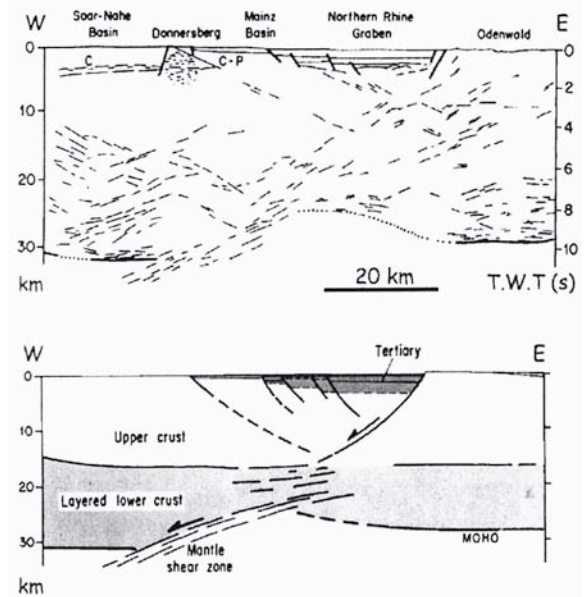 Saar-Nahe Basin
Donnersberg
Mainz Basin
Northern Rhine Graben
Odenwald
W
E
0
10
20
30
km
C
C-P
0
2
4
6
8
10
20 km
T.W.T (s)
W
E
Tertiary
0
10
20
30
km
Upper crust
Layered lower crust
Mantle shear zone
MOHO